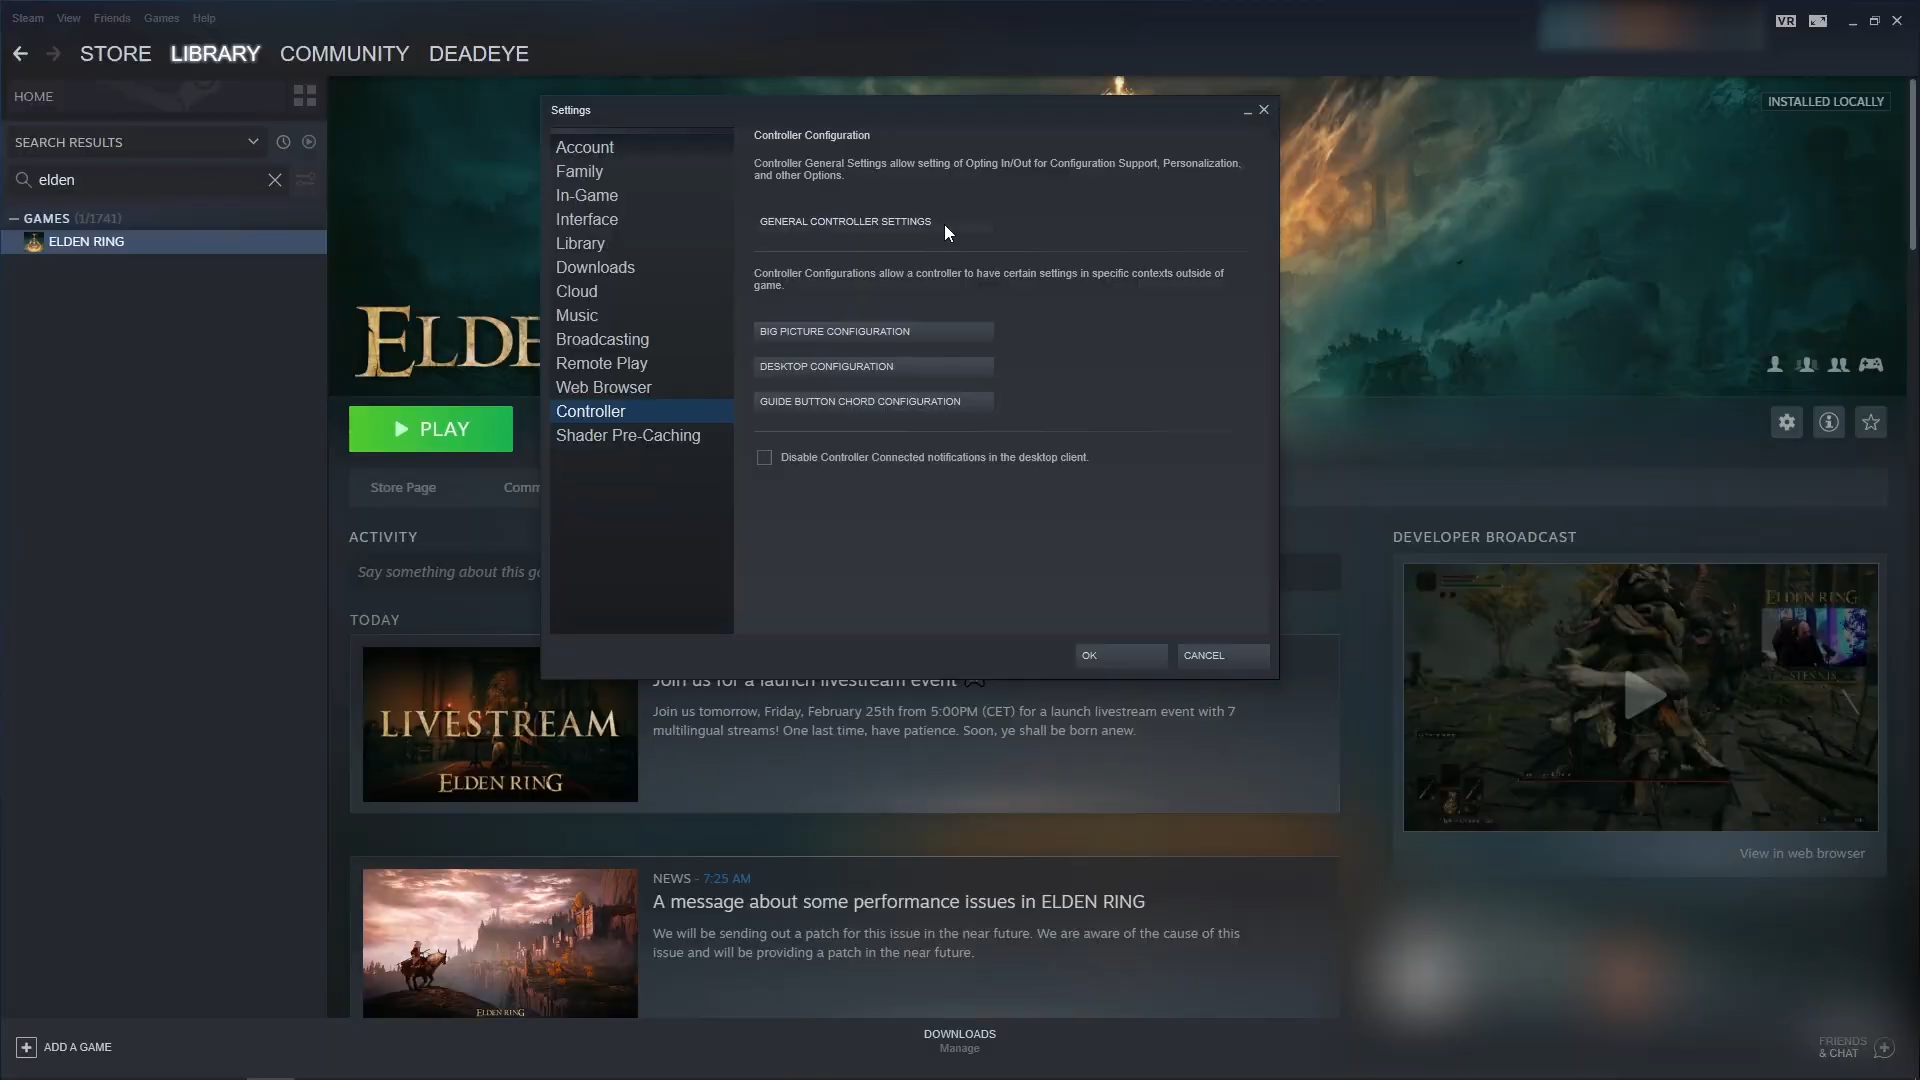 Steam View Friends Games Help
VR
STORE LIBRARY COMMUNITY DEADEYE
HOME
SEARCH RESULTS
elden
GAMES (1/1741)
ELDEN RING
INSTALLED LOCALLY
Settings
Account
Family
In-Game
Interface
Library
Downloads
Cloud
Music
Broadcasting
Remote Play
Web Browser
Controller
Shader Pre-Caching
Controller Configuration
Controller General Settings allow setting of Opting In/Out for Configuration Support, Personalization,
and other Options.
GENERAL CONTROLLER SETTINGS
Controller Configurations allow a controller to have certain settings in specific contexts outside of
game.
BIG PICTURE CONFIGURATION
DESKTOP CONFIGURATION
GUIDE BUTTON CHORD CONFIGURATION
Disable Controller Connected notifications in the desktop client.
OK
CANCEL
ELDE
PLAY
Store Page
Comm
ACTIVITY
Say something about this ga
TODAY
LIVESTREAM
ELDEN RING
Join us for a launch livestream event
Join us tomorrow, Friday, February 25th from 5:00PM (CET) for a launch livestream event with 7
multilingual streams! One last time, have patience. Soon, ye shall be born anew.
NEWS - 7:25 AM
A message about some performance issues in ELDEN RING
We will be sending out a patch for this issue in the near future. We are aware of the cause of this
issue and will be providing a patch in the near future.
ELDEN RING
DEVELOPER BROADCAST
ELDEN RING
View in web browser
ADD A GAME
DOWNLOADS
Manage
FRIENDS
& CHAT